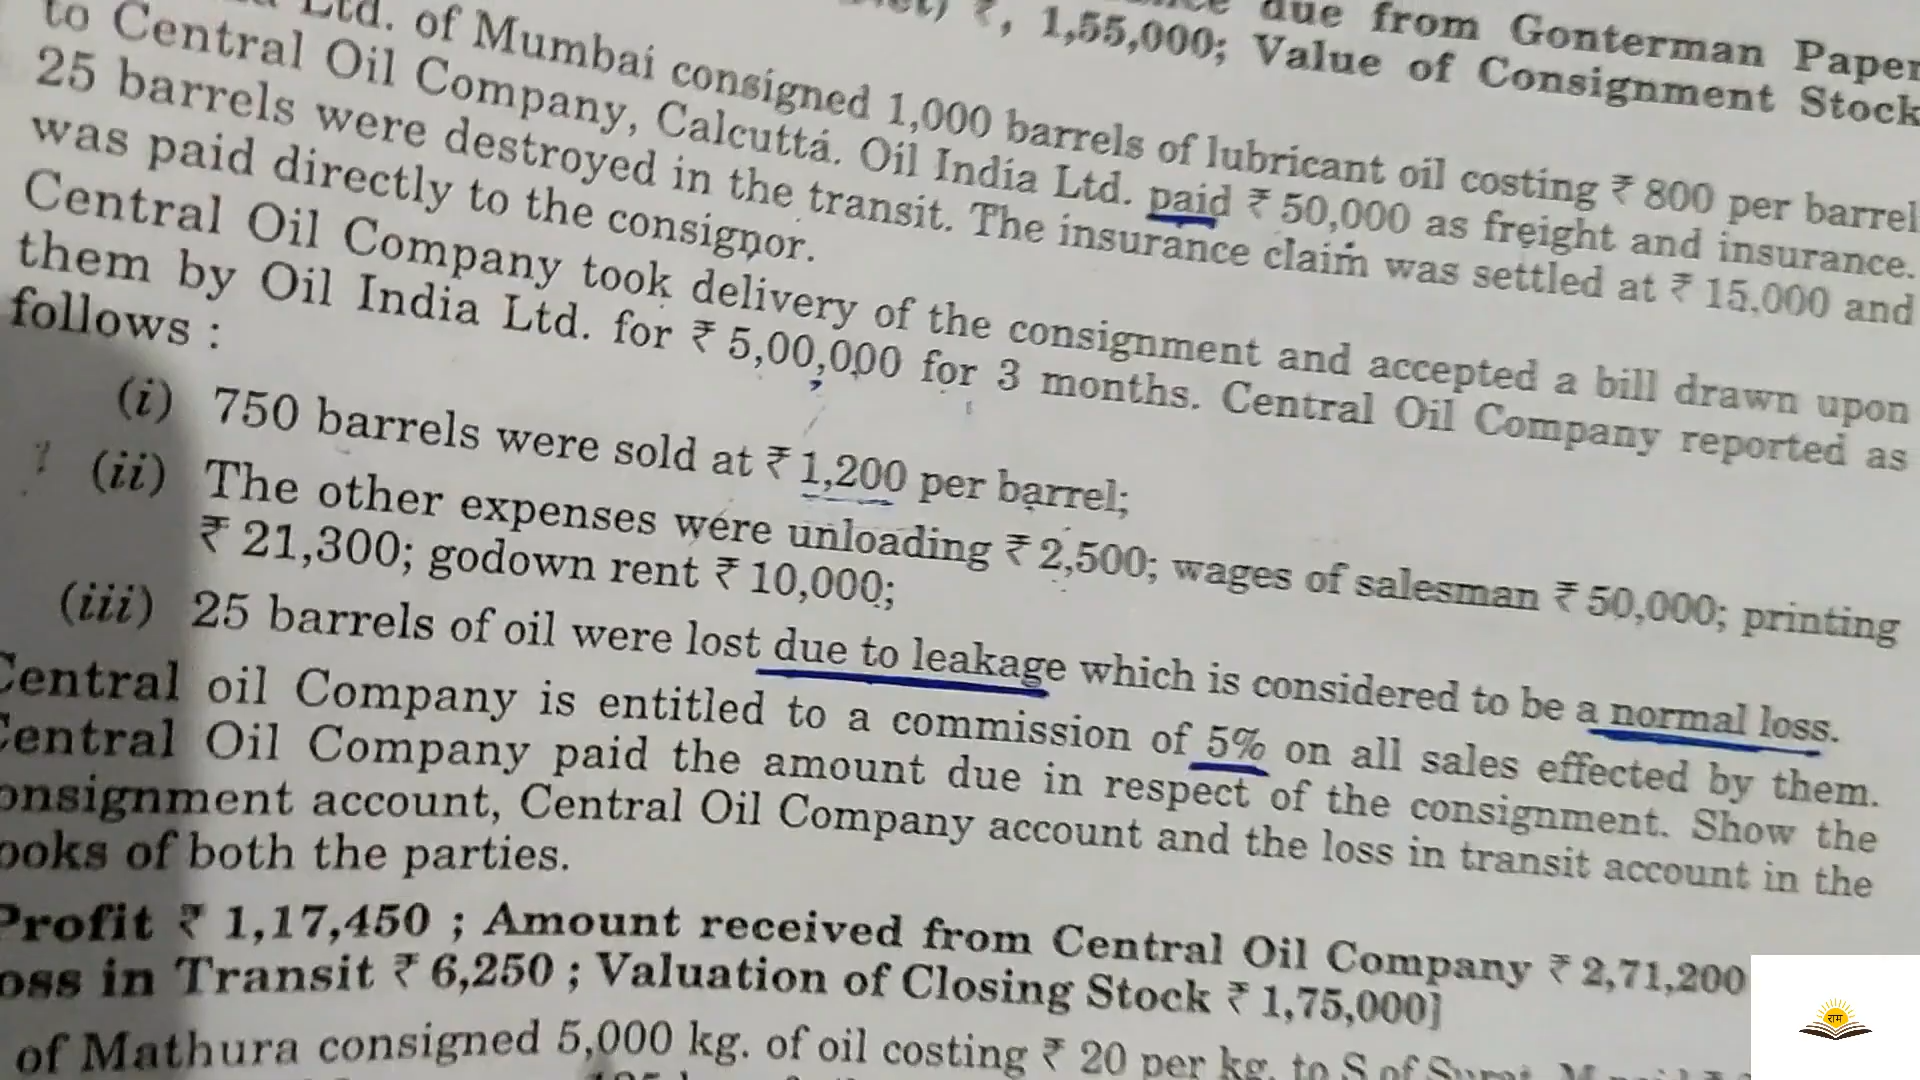 due from Gonterman Paper
₹, 1,55,000; Value of Consignment Stock
Ltd. of Mumbai consigned 1,000 barrels of lubricant oil costing ₹ 800 per barrel
to Central Oil Company, Calcutta. Oil India Ltd. paid ₹ 50,000 as freight and insurance.
25 barrels were destroyed in the transit. The insurance claim was settled at ₹ 15,000 and
was paid directly to the consignor.
Central Oil Company took delivery of the consignment and accepted a bill drawn upon
them by Oil India Ltd. for ₹ 5,00,000 for 3 months. Central Oil Company reported as
follows :
(i) 750 barrels were sold at ₹ 1,200 per barrel;
(ii) The other expenses were unloading ₹ 2,500; wages of salesman ₹ 50,000; printing
₹ 21,300; godown rent ₹ 10,000;
(iii) 25 barrels of oil were lost due to leakage which is considered to be a normal loss.
Central oil Company is entitled to a commission of 5% on all sales effected by them.
Central Oil Company paid the amount due in respect of the consignment. Show the
onsignment account, Central Oil Company account and the loss in transit account in the
ooks of both the parties.
Profit ₹ 1,17,450 ; Amount received from Central Oil Company ₹ 2,71,200
oss in Transit ₹ 6,250 ; Valuation of Closing Stock ₹ 1,75,000]
of Mathura consigned 5,000 kg. of oil costing ₹ 20 per kg. to S of Surat.
राम